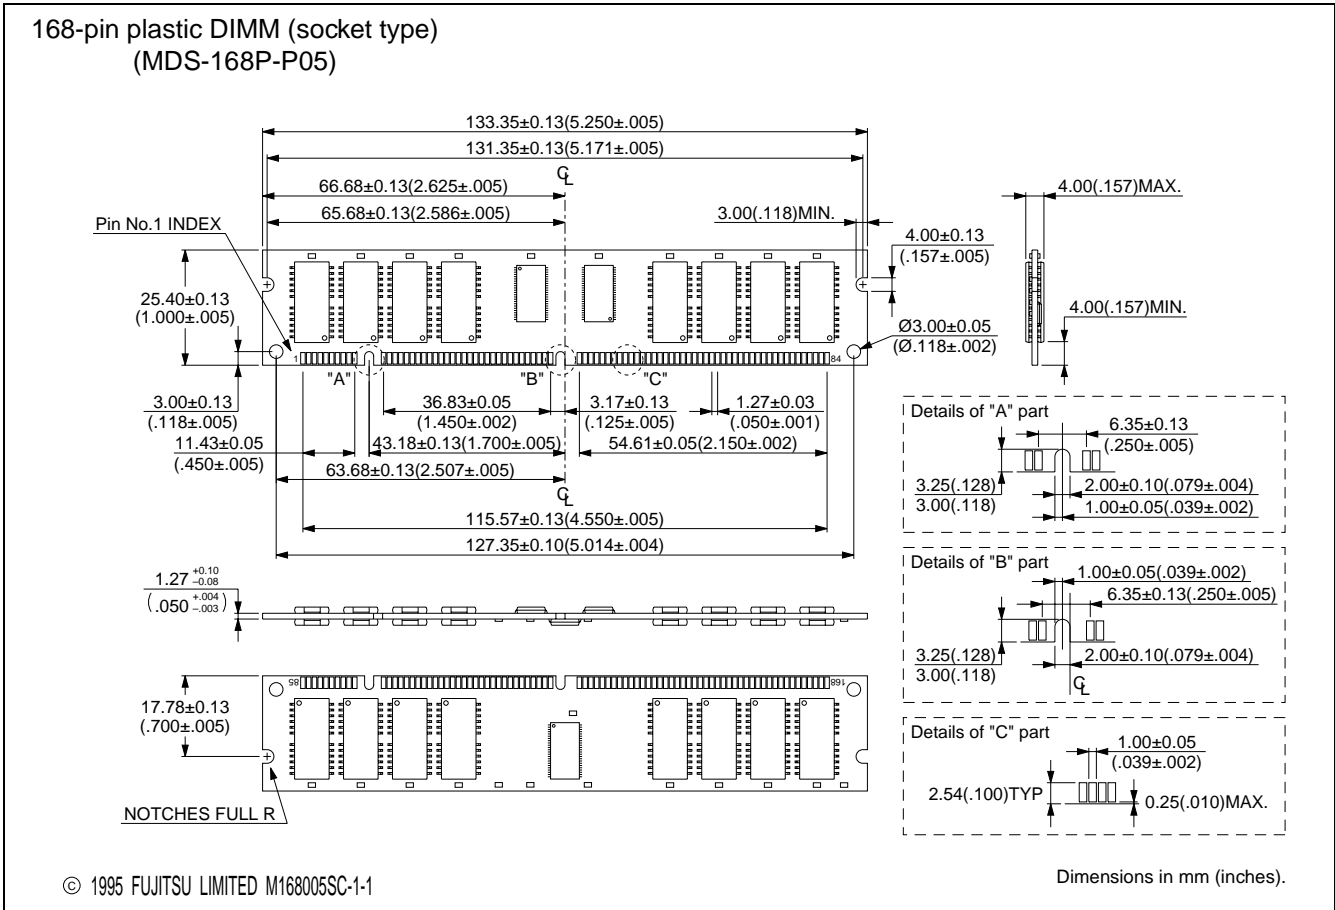 168-pin plastic DIMM (socket type)
(MDS-168P-P05)
133.35±0.13(5.250±.005)
131.35±0.13(5.171±.005)
CL
66.68±0.13(2.625±.005)
65.68±0.13(2.586±.005)
3.00(.118)MIN.
4.00(.157)MAX.
Pin No.1 INDEX
4.00±0.13
(.157±.005)
25.40±0.13
(1.000±.005)
4.00(.157)MIN.
Ø3.00±0.05
(Ø.118±.002)
1
84
"A"
"B"
"C"
3.00±0.13
(.118±.005)
36.83±0.05
(1.450±.002)
3.17±0.13
(.125±.005)
1.27±0.03
(.050±.001)
11.43±0.05
(.450±.005)
43.18±0.13(1.700±.005)
54.61±0.05(2.150±.002)
63.68±0.13(2.507±.005)
CL
115.57±0.13(4.550±.005)
127.35±0.10(5.014±.004)
Details of "A" part
6.35±0.13
(.250±.005)
3.25(.128)
3.00(.118)
2.00±0.10(.079±.004)
1.00±0.05(.039±.002)
1.27 +0.10 –0.08
(.050 +.004 –.003)
Details of "B" part
1.00±0.05(.039±.002)
6.35±0.13(.250±.005)
3.25(.128)
3.00(.118)
2.00±0.10(.079±.004)
CL
85
168
17.78±0.13
(.700±.005)
NOTCHES FULL R
Details of "C" part
1.00±0.05
(.039±.002)
2.54(.100)TYP
0.25(.010)MAX.
© 1995 FUJITSU LIMITED M168005SC-1-1
Dimensions in mm (inches).